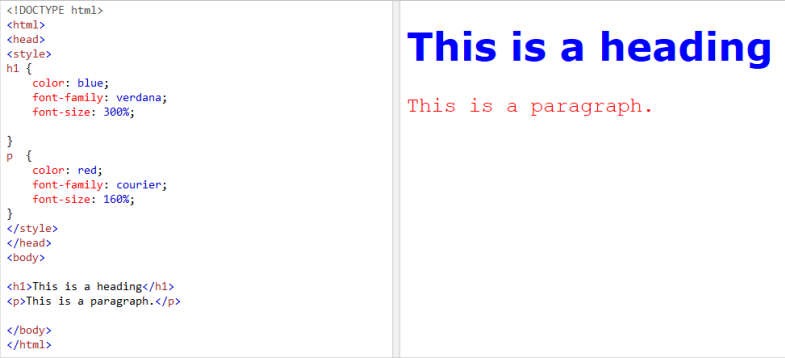 <!DOCTYPE html>
<html>
<head>
<style>
h1 {
    color: blue;
    font-family: verdana;
    font-size: 300%;

}
p  {
    color: red;
    font-family: courier;
    font-size: 160%;
}
</style>
</head>
<body>

<h1>This is a heading</h1>
<p>This is a paragraph.</p>

</body>
</html>
This is a heading
This is a paragraph.